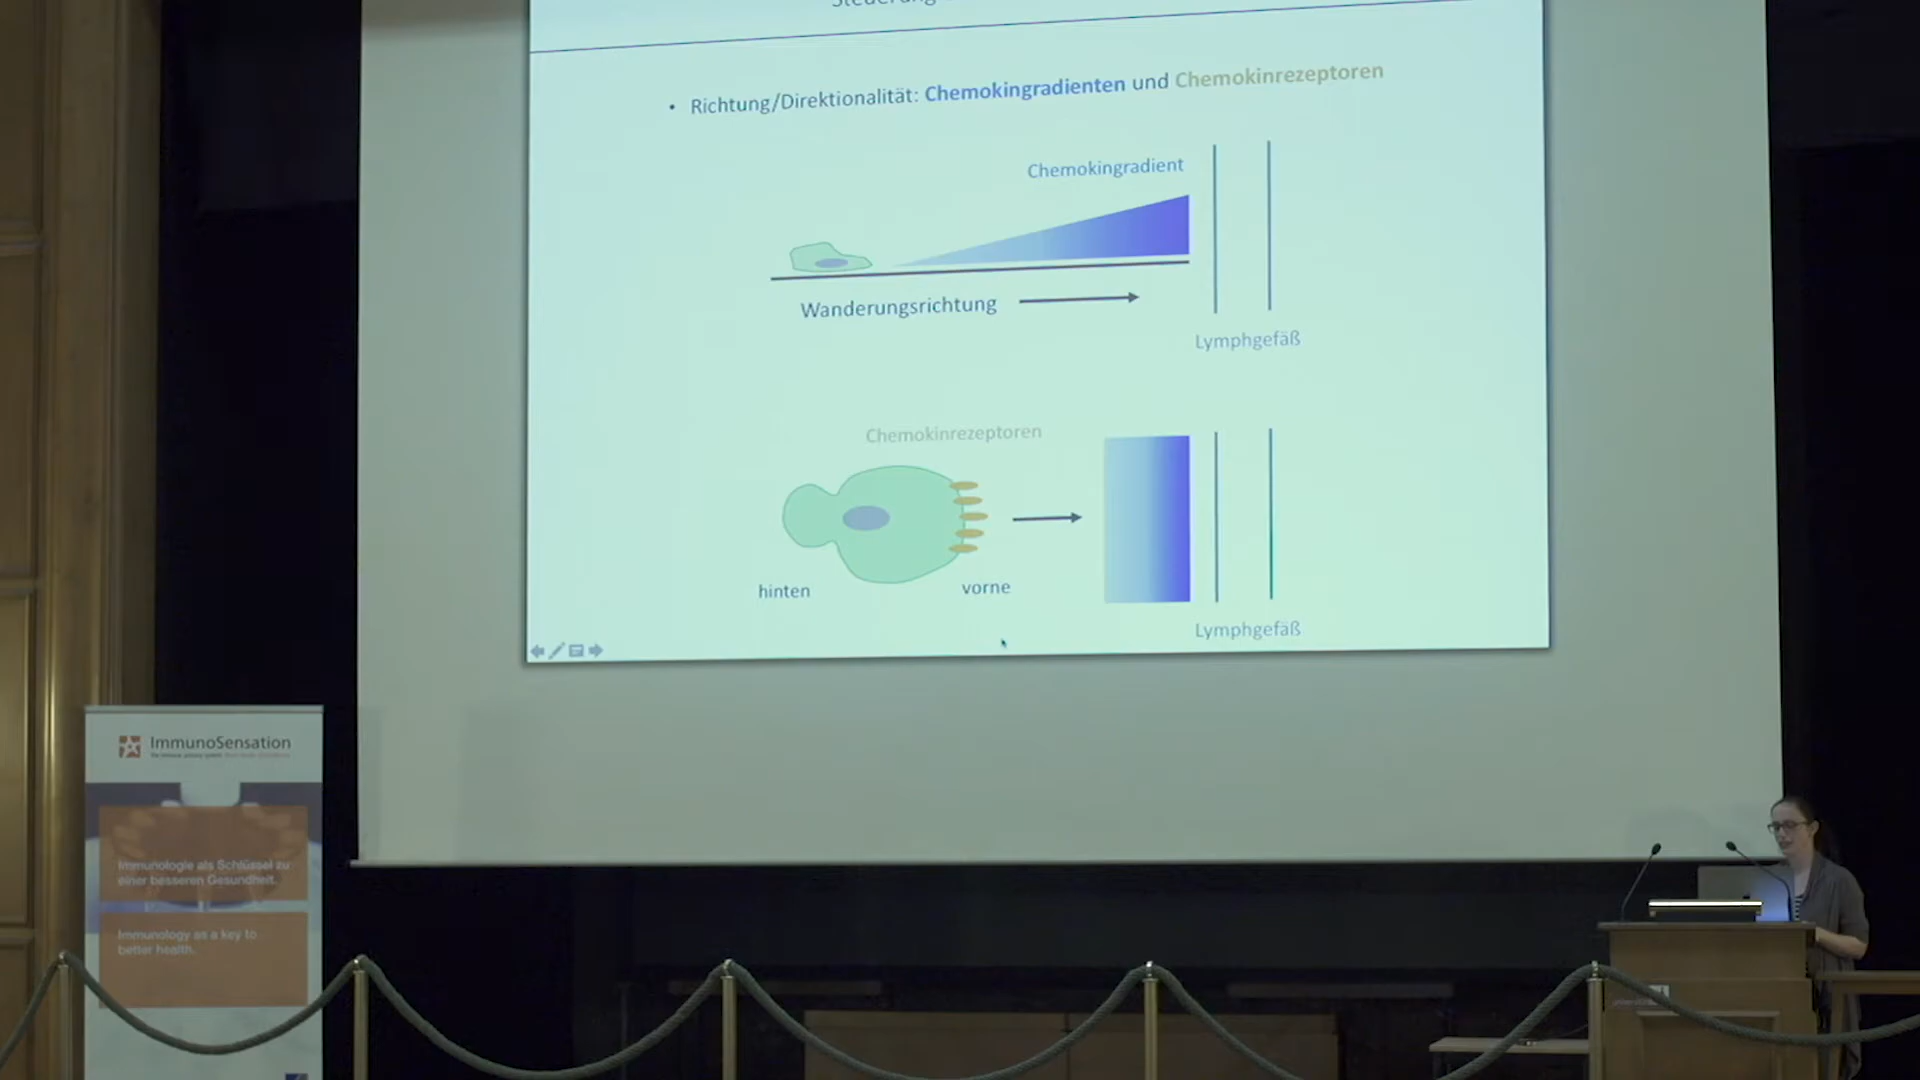 • Richtung/Direktionalität: Chemokingradienten und Chemokinrezeptoren
Chemokingradient
Wanderungsrichtung
Lymphgefäß
Chemokinrezeptoren
hinten
vorne
Lymphgefäß
ImmunoSensation
Immunologie als Schlüssel zu
einer besseren Gesundheit.
Immunology as a key to
better health.